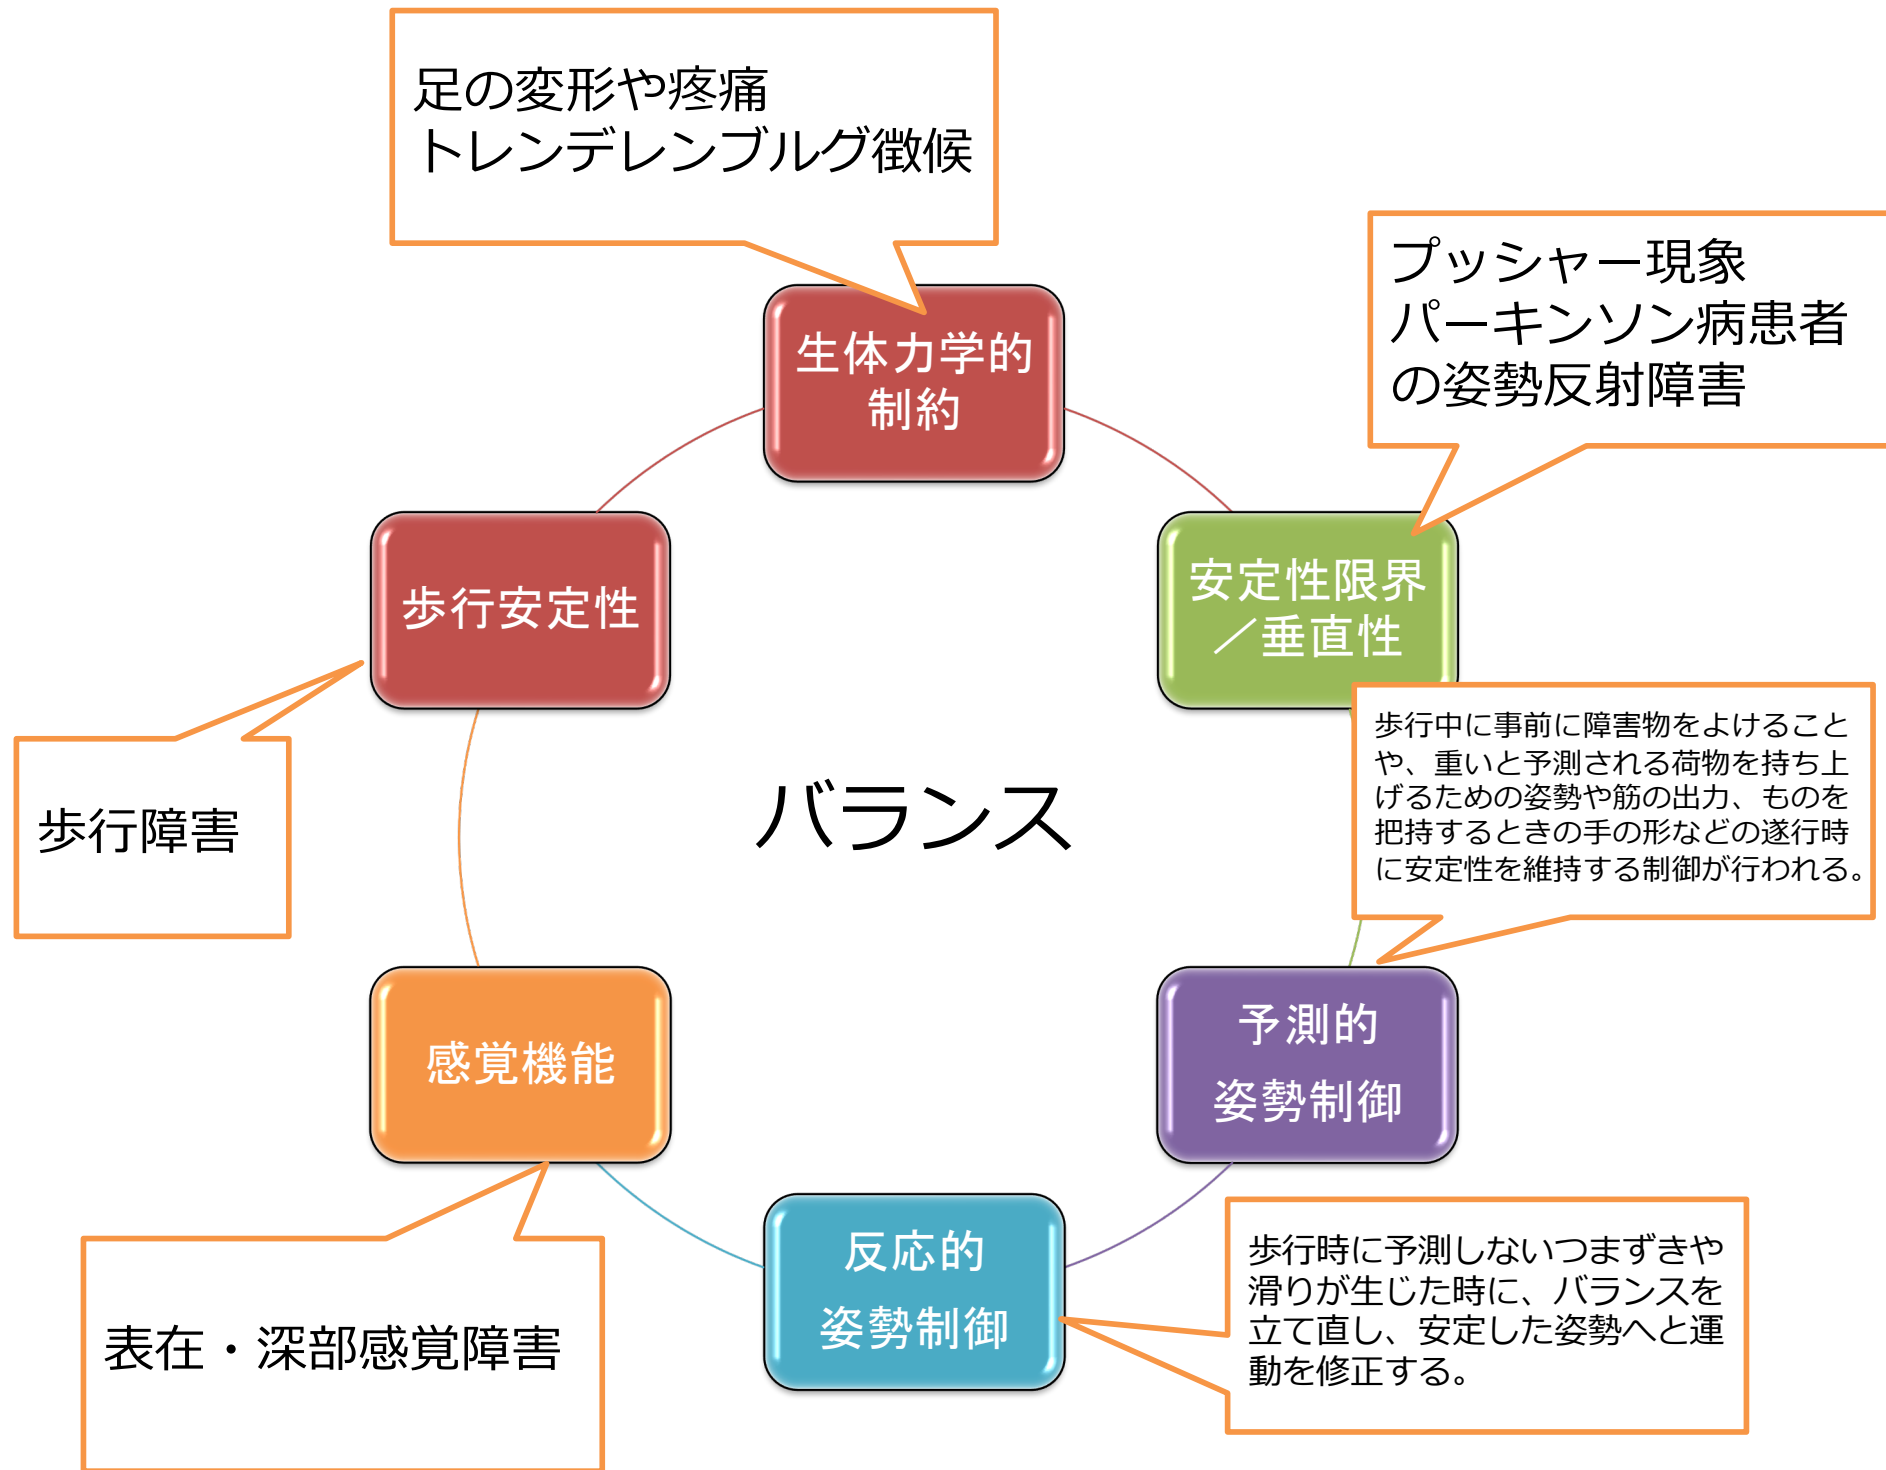 足の変形や疼痛
トレンデレンブルグ徴候
プッシャー現象
パーキンソン病患者
の姿勢反射障害
生体力学的
制約
安定性限界
／垂直性
歩行安定性
歩行中に事前に障害物をよけること
や、重いと予測される荷物を持ち上
げるための姿勢や筋の出力、ものを
把持するときの手の形などの遂行時
に安定性を維持する制御が行われる。
バランス
歩行障害
予測的
姿勢制御
感覚機能
反応的
姿勢制御
歩行時に予測しないつまずきや
滑りが生じた時に、バランスを
立て直し、安定した姿勢へと運
動を修正する。
表在・深部感覚障害